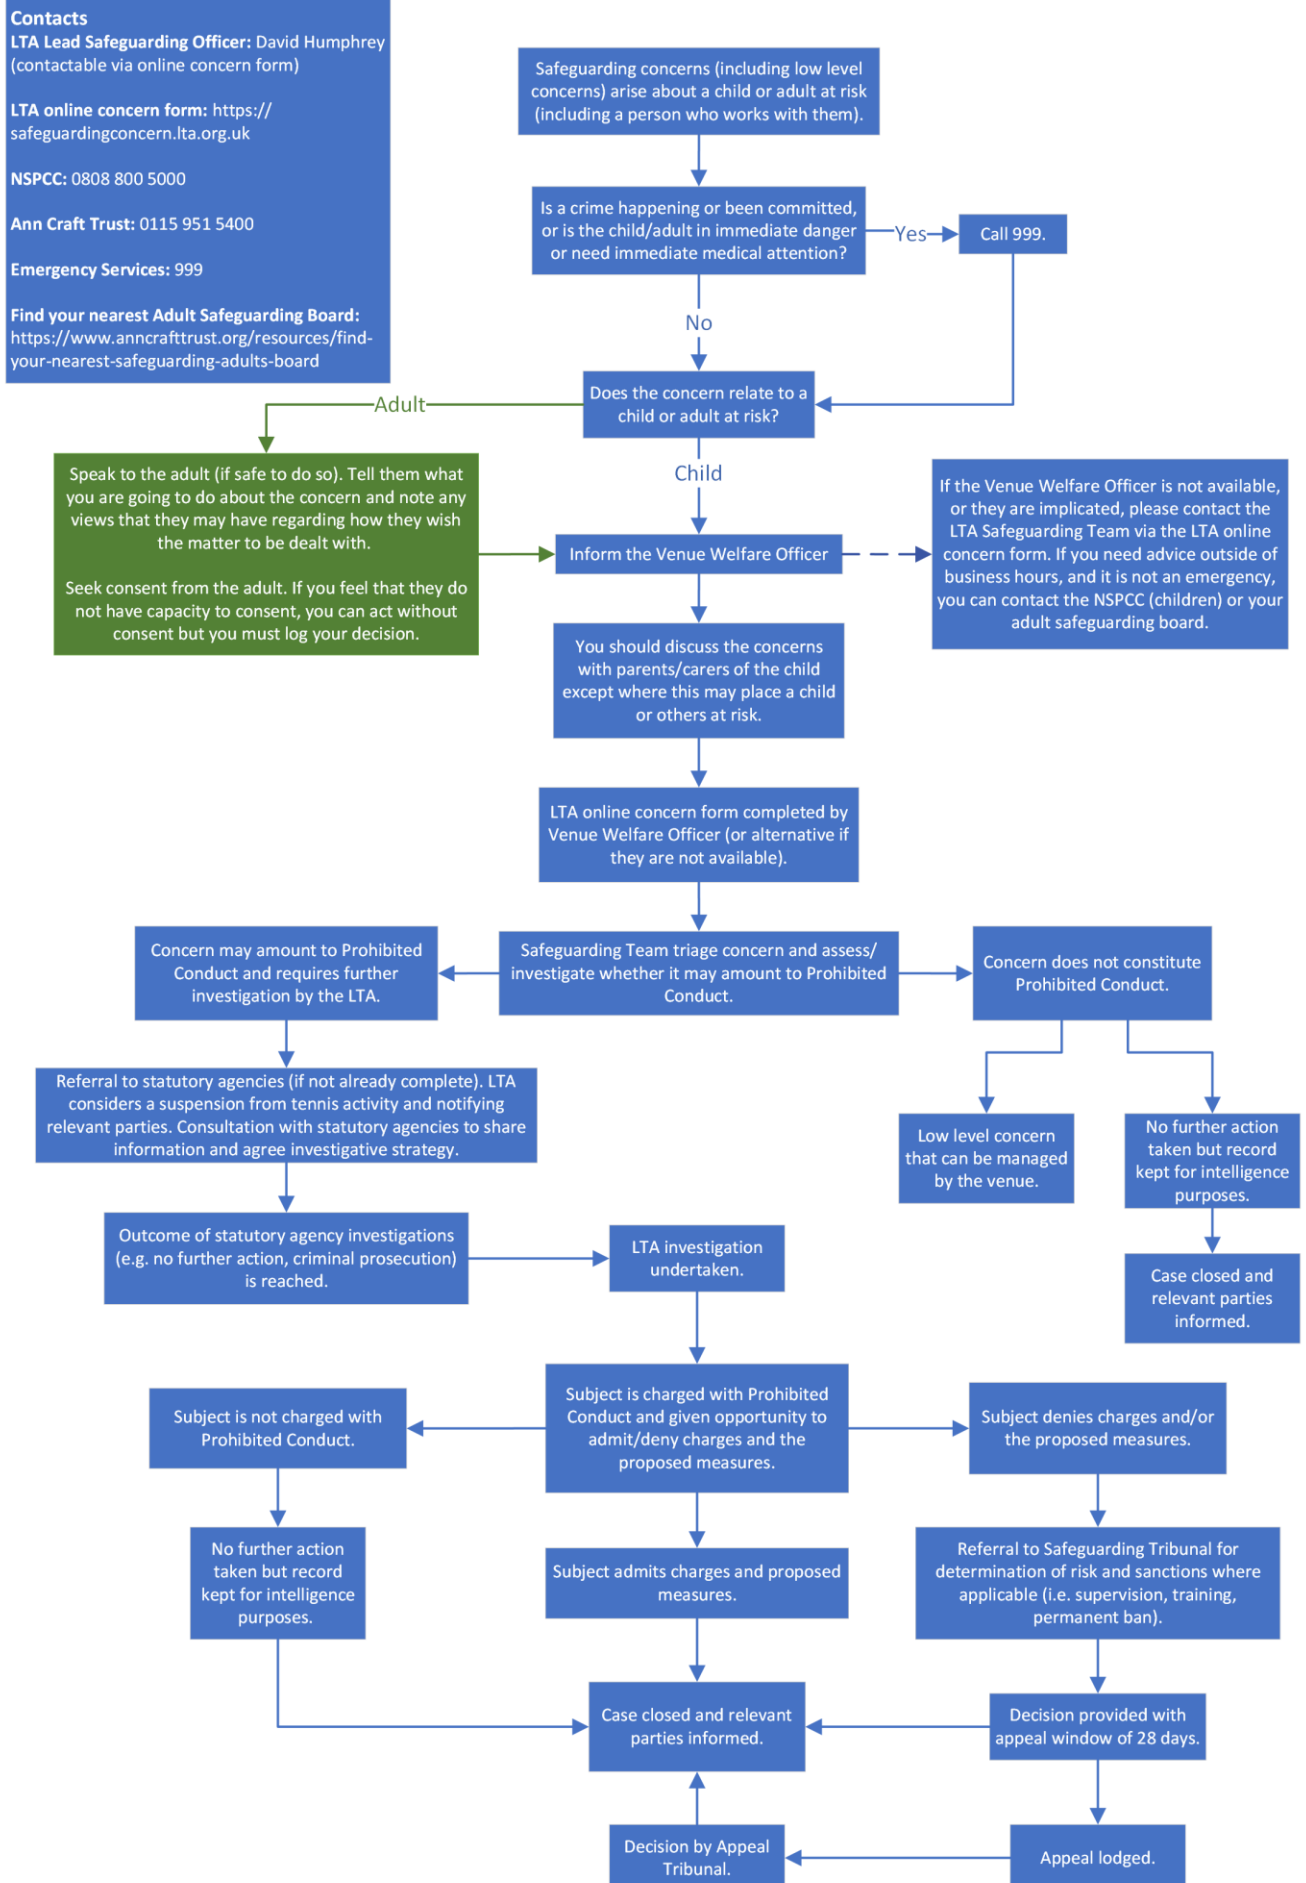 Contacts
LTA Lead Safeguarding Officer: David Humphrey
(contactable via online concern form)
LTA online concern form: https://
safeguardingconcern.lta.org.uk
NSPCC: 0808 800 5000
Ann Craft Trust: 0115 951 5400
Emergency Services: 999
Find your nearest Adult Safeguarding Board:
https://www.anncrafttrust.org/resources/find-
your-nearest-safeguarding-adults-board
Safeguarding concerns (including low level
concerns) arise about a child or adult at risk
(including a person who works with them).
Is a crime happening or been committed,
or is the child/adult in immediate danger
or need immediate medical attention?
Yes
Call 999.
No
Does the concern relate to a
child or adult at risk?
Adult
Speak to the adult (if safe to do so). Tell them what
you are going to do about the concern and note any
views that they may have regarding how they wish
the matter to be dealt with.
Seek consent from the adult. If you feel that they do
not have capacity to consent, you can act without
consent but you must log your decision.
Child
Inform the Venue Welfare Officer
If the Venue Welfare Officer is not available,
or they are implicated, please contact the
LTA Safeguarding Team via the LTA online
concern form. If you need advice outside of
business hours, and it is not an emergency,
you can contact the NSPCC (children) or your
adult safeguarding board.
You should discuss the concerns
with parents/carers of the child
except where this may place a child
or others at risk.
LTA online concern form completed by
Venue Welfare Officer (or alternative if
they are not available).
Safeguarding Team triage concern and assess/
investigate whether it may amount to Prohibited
Conduct.
Concern may amount to Prohibited
Conduct and requires further
investigation by the LTA.
Concern does not constitute
Prohibited Conduct.
Referral to statutory agencies (if not already complete). LTA
considers a suspension from tennis activity and notifying
relevant parties. Consultation with statutory agencies to share
information and agree investigative strategy.
Low level concern
that can be managed
by the venue.
No further action
taken but record
kept for intelligence
purposes.
Case closed and
relevant parties
informed.
Outcome of statutory agency investigations
(e.g. no further action, criminal prosecution)
is reached.
LTA investigation
undertaken.
Subject is charged with Prohibited
Conduct and given opportunity to
admit/deny charges and the
proposed measures.
Subject is not charged with
Prohibited Conduct.
Subject denies charges and/or
the proposed measures.
No further action
taken but record
kept for intelligence
purposes.
Subject admits charges and proposed
measures.
Referral to Safeguarding Tribunal for
determination of risk and sanctions where
applicable (i.e. supervision, training,
permanent ban).
Case closed and relevant
parties informed.
Decision provided with
appeal window of 28 days.
Decision by Appeal
Tribunal.
Appeal lodged.